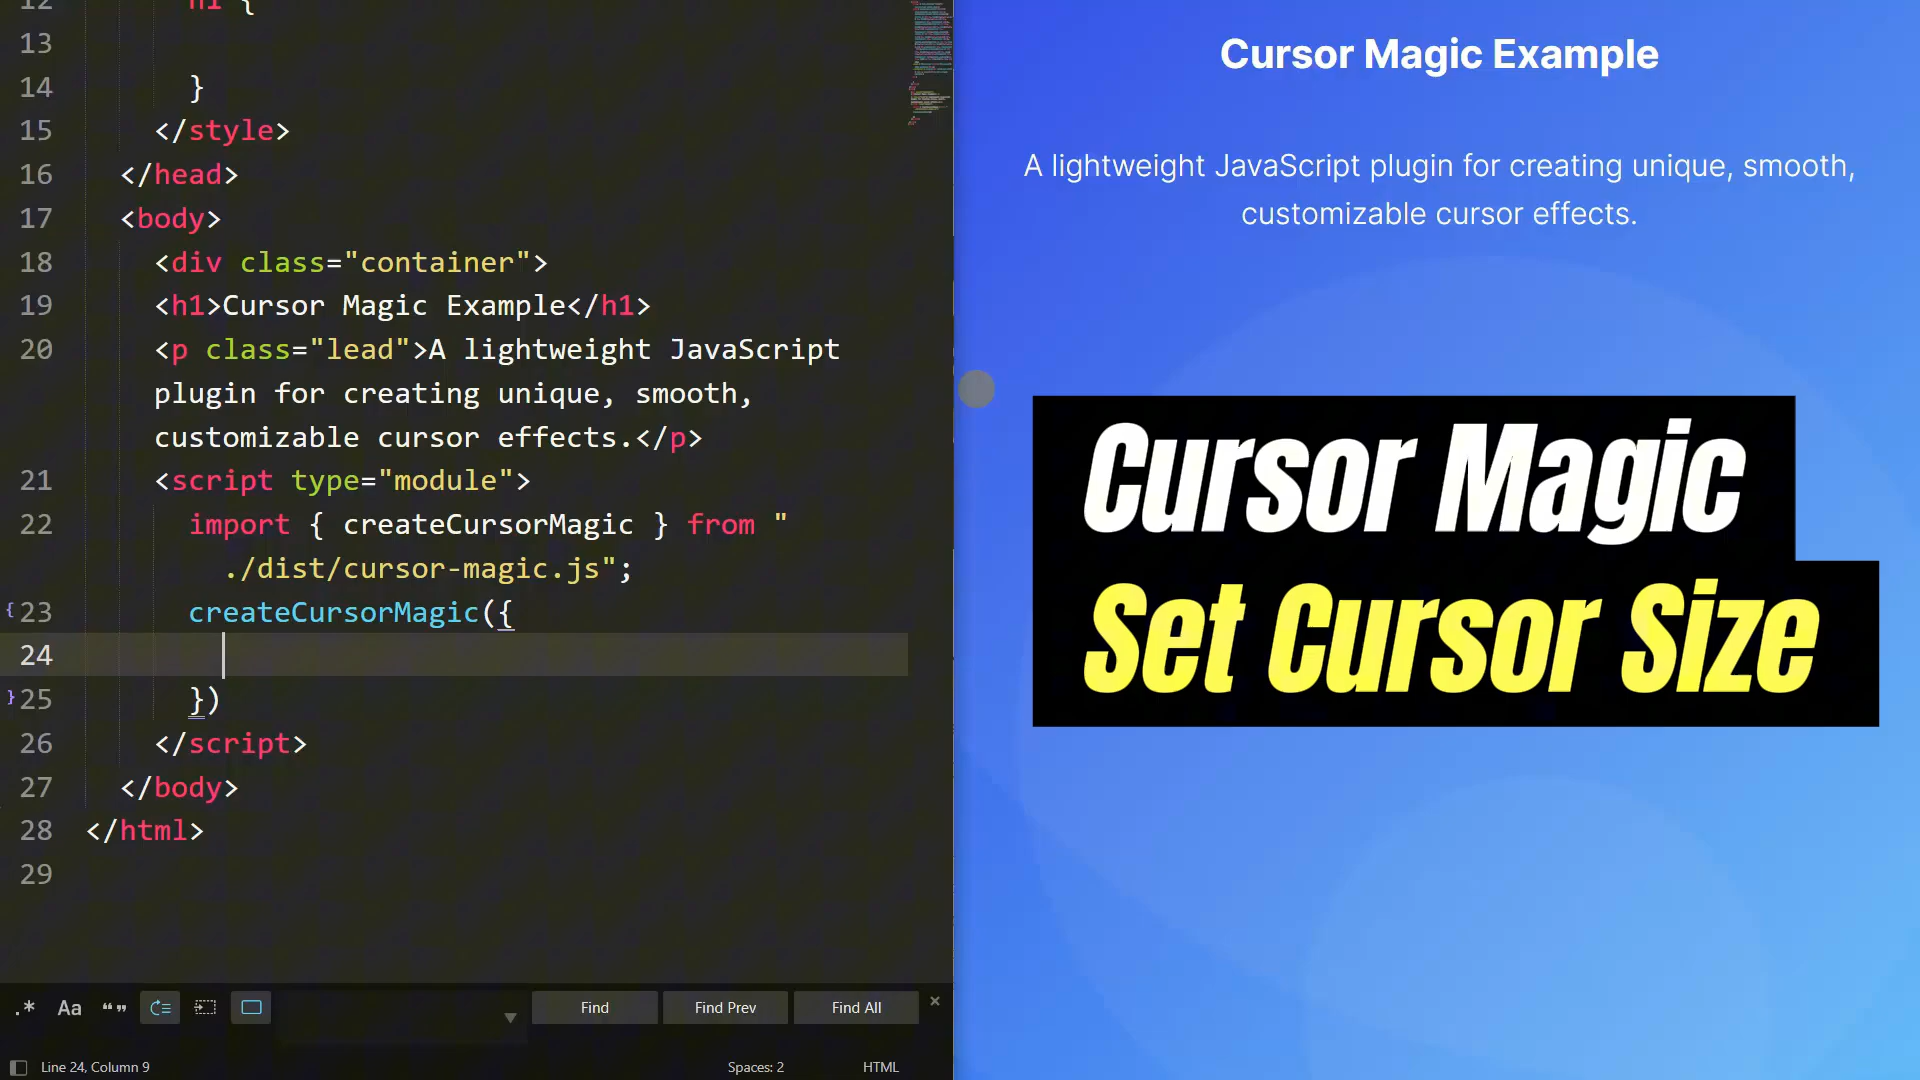 12 h1 {
13
14 }
15 </style>
16 </head>
17 <body>
18 <div class="container">
19 <h1>Cursor Magic Example</h1>
20 <p class="lead">A lightweight JavaScript
plugin for creating unique, smooth,
customizable cursor effects.</p>
21 <script type="module">
22 import { createCursorMagic } from "
./dist/cursor-magic.js";
23 createCursorMagic({
24
25 })
26 </script>
27 </body>
28 </html>
29
.* Aa “” Find Find Prev Find All ×
Line 24, Column 9 Spaces: 2 HTML
Cursor Magic Example
A lightweight JavaScript plugin for creating unique, smooth,
customizable cursor effects.
Cursor Magic
Set Cursor Size